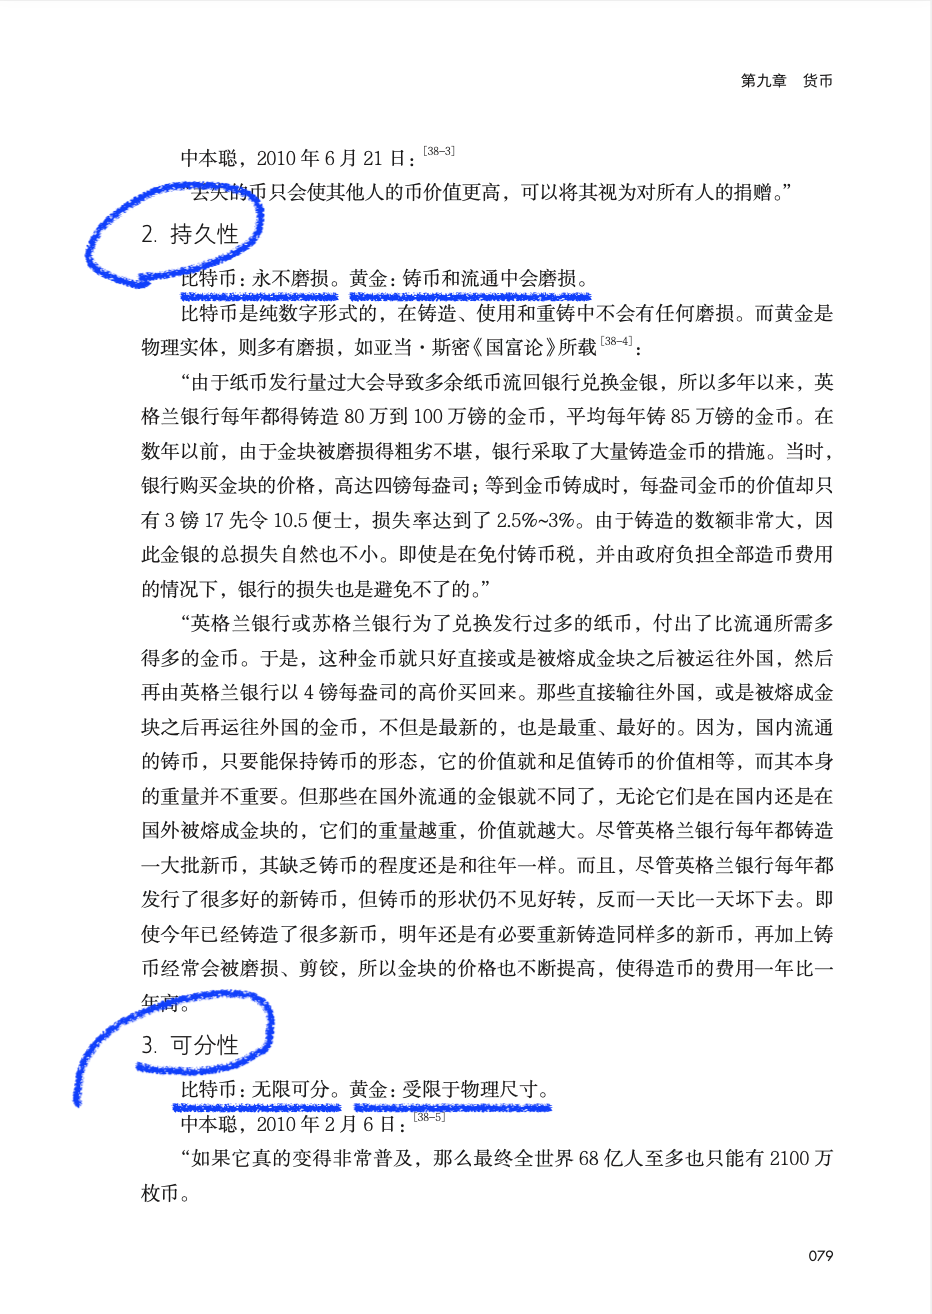 第九章 货币
中本聪，2010 年 6 月 21 日：[38-3]
“丢失的币只会使其他人的币价值更高，可以将其视为对所有人的捐赠。”
2. 持久性
比特币：永不磨损。黄金：铸币和流通中会磨损。
比特币是纯数字形式的，在铸造、使用和重铸中不会有任何磨损。而黄金是
物理实体，则多有磨损，如亚当·斯密《国富论》所载[38-4]：
“由于纸币发行量过大会导致多余纸币流回银行兑换金银，所以多年以来，英
格兰银行每年都得铸造 80 万到 100 万镑的金币，平均每年铸 85 万镑的金币。在
数年以前，由于金块被磨损得粗劣不堪，银行采取了大量铸造金币的措施。当时，
银行购买金块的价格，高达四镑每盎司；等到金币铸成时，每盎司金币的价值却只
有 3 镑 17 先令 10.5 便士，损失率达到了 2.5%~3%。由于铸造的数额非常大，因
此金银的总损失自然也不小。即使是在免付铸币税，并由政府负担全部造币费用
的情况下，银行的损失也是避免不了的。”
“英格兰银行或苏格兰银行为了兑换发行过多的纸币，付出了比流通所需多
得多的金币。于是，这种金币就只好直接或是被熔成金块之后被运往外国，然后
再由英格兰银行以 4 镑每盎司的高价买回来。那些直接输往外国，或是被熔成金
块之后再运往外国的金币，不但是最新的，也是最重、最好的。因为，国内流通
的铸币，只要能保持铸币的形态，它的价值就和足值铸币的价值相等，而其本身
的重量并不重要。但那些在国外流通的金银就不同了，无论它们是在国内还是在
国外被熔成金块的，它们的重量越重，价值就越大。尽管英格兰银行每年都铸造
一大批新币，其缺乏铸币的程度还是和往年一样。而且，尽管英格兰银行每年都
发行了很多好的新铸币，但铸币的形状仍不见好转，反而一天比一天坏下去。即
使今年已经铸造了很多新币，明年还是有必要重新铸造同样多的新币，再加上铸
币经常会被磨损、剪铰，所以金块的价格也不断提高，使得造币的费用一年比一
年高。
3. 可分性
比特币：无限可分。黄金：受限于物理尺寸。
中本聪，2010 年 2 月 6 日：[38-5]
“如果它真的变得非常普及，那么最终全世界 68 亿人至多也只能有 2100 万
枚币。
079